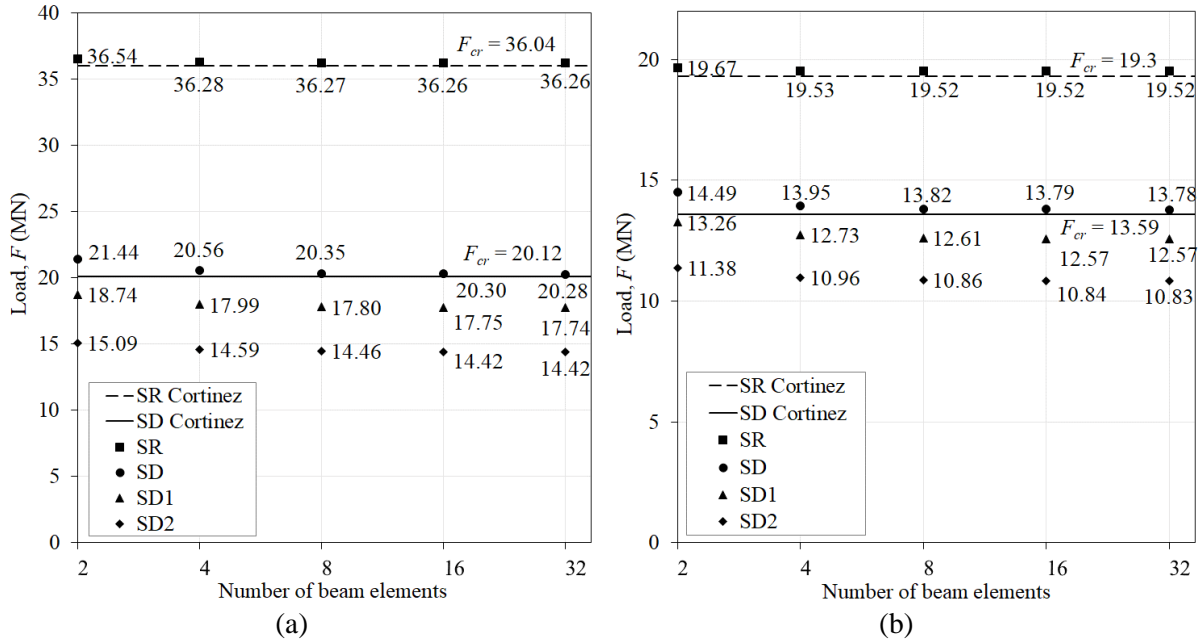 40
35
30
25
20
15
10
5
0
Load, F (MN)
36.54
36.28
36.27
36.26
36.26
F_cr = 36.04
21.44
20.56
20.35
20.30
20.28
F_cr = 20.12
18.74
17.99
17.80
17.75
17.74
15.09
14.59
14.46
14.42
14.42
SR Cortinez
SD Cortinez
SR
SD
SD1
SD2
2 4 8 16 32
Number of beam elements
(a)
20
15
10
5
0
Load, F (MN)
19.67
19.53
19.52
19.52
19.52
F_cr = 19.3
14.49
13.95
13.82
13.79
13.78
F_cr = 13.59
13.26
12.73
12.61
12.57
12.57
11.38
10.96
10.86
10.84
10.83
SR Cortinez
SD Cortinez
SR
SD
SD1
SD2
2 4 8 16 32
Number of beam elements
(b)